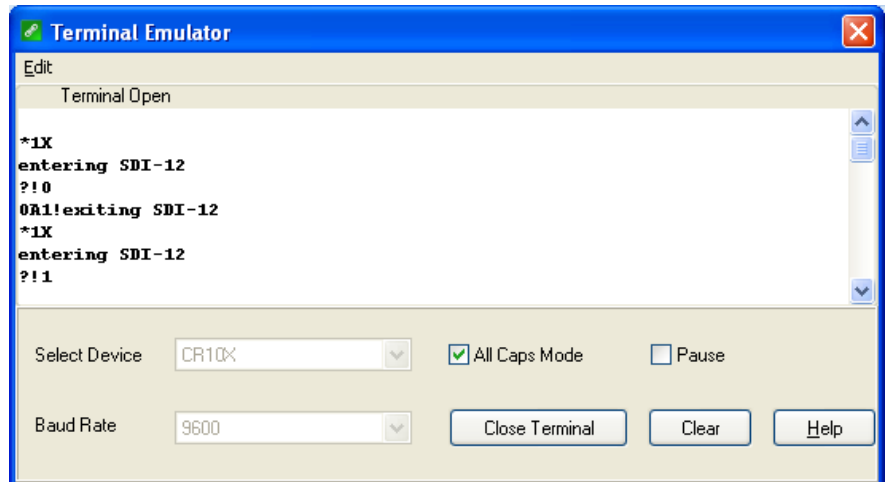 Terminal Emulator
Edit
Terminal Open
*1X
entering SDI-12
?!0
0A1!exiting SDI-12
*1X
entering SDI-12
?!1
Select Device CR10X All Caps Mode Pause
Baud Rate 9600 Close Terminal Clear Help